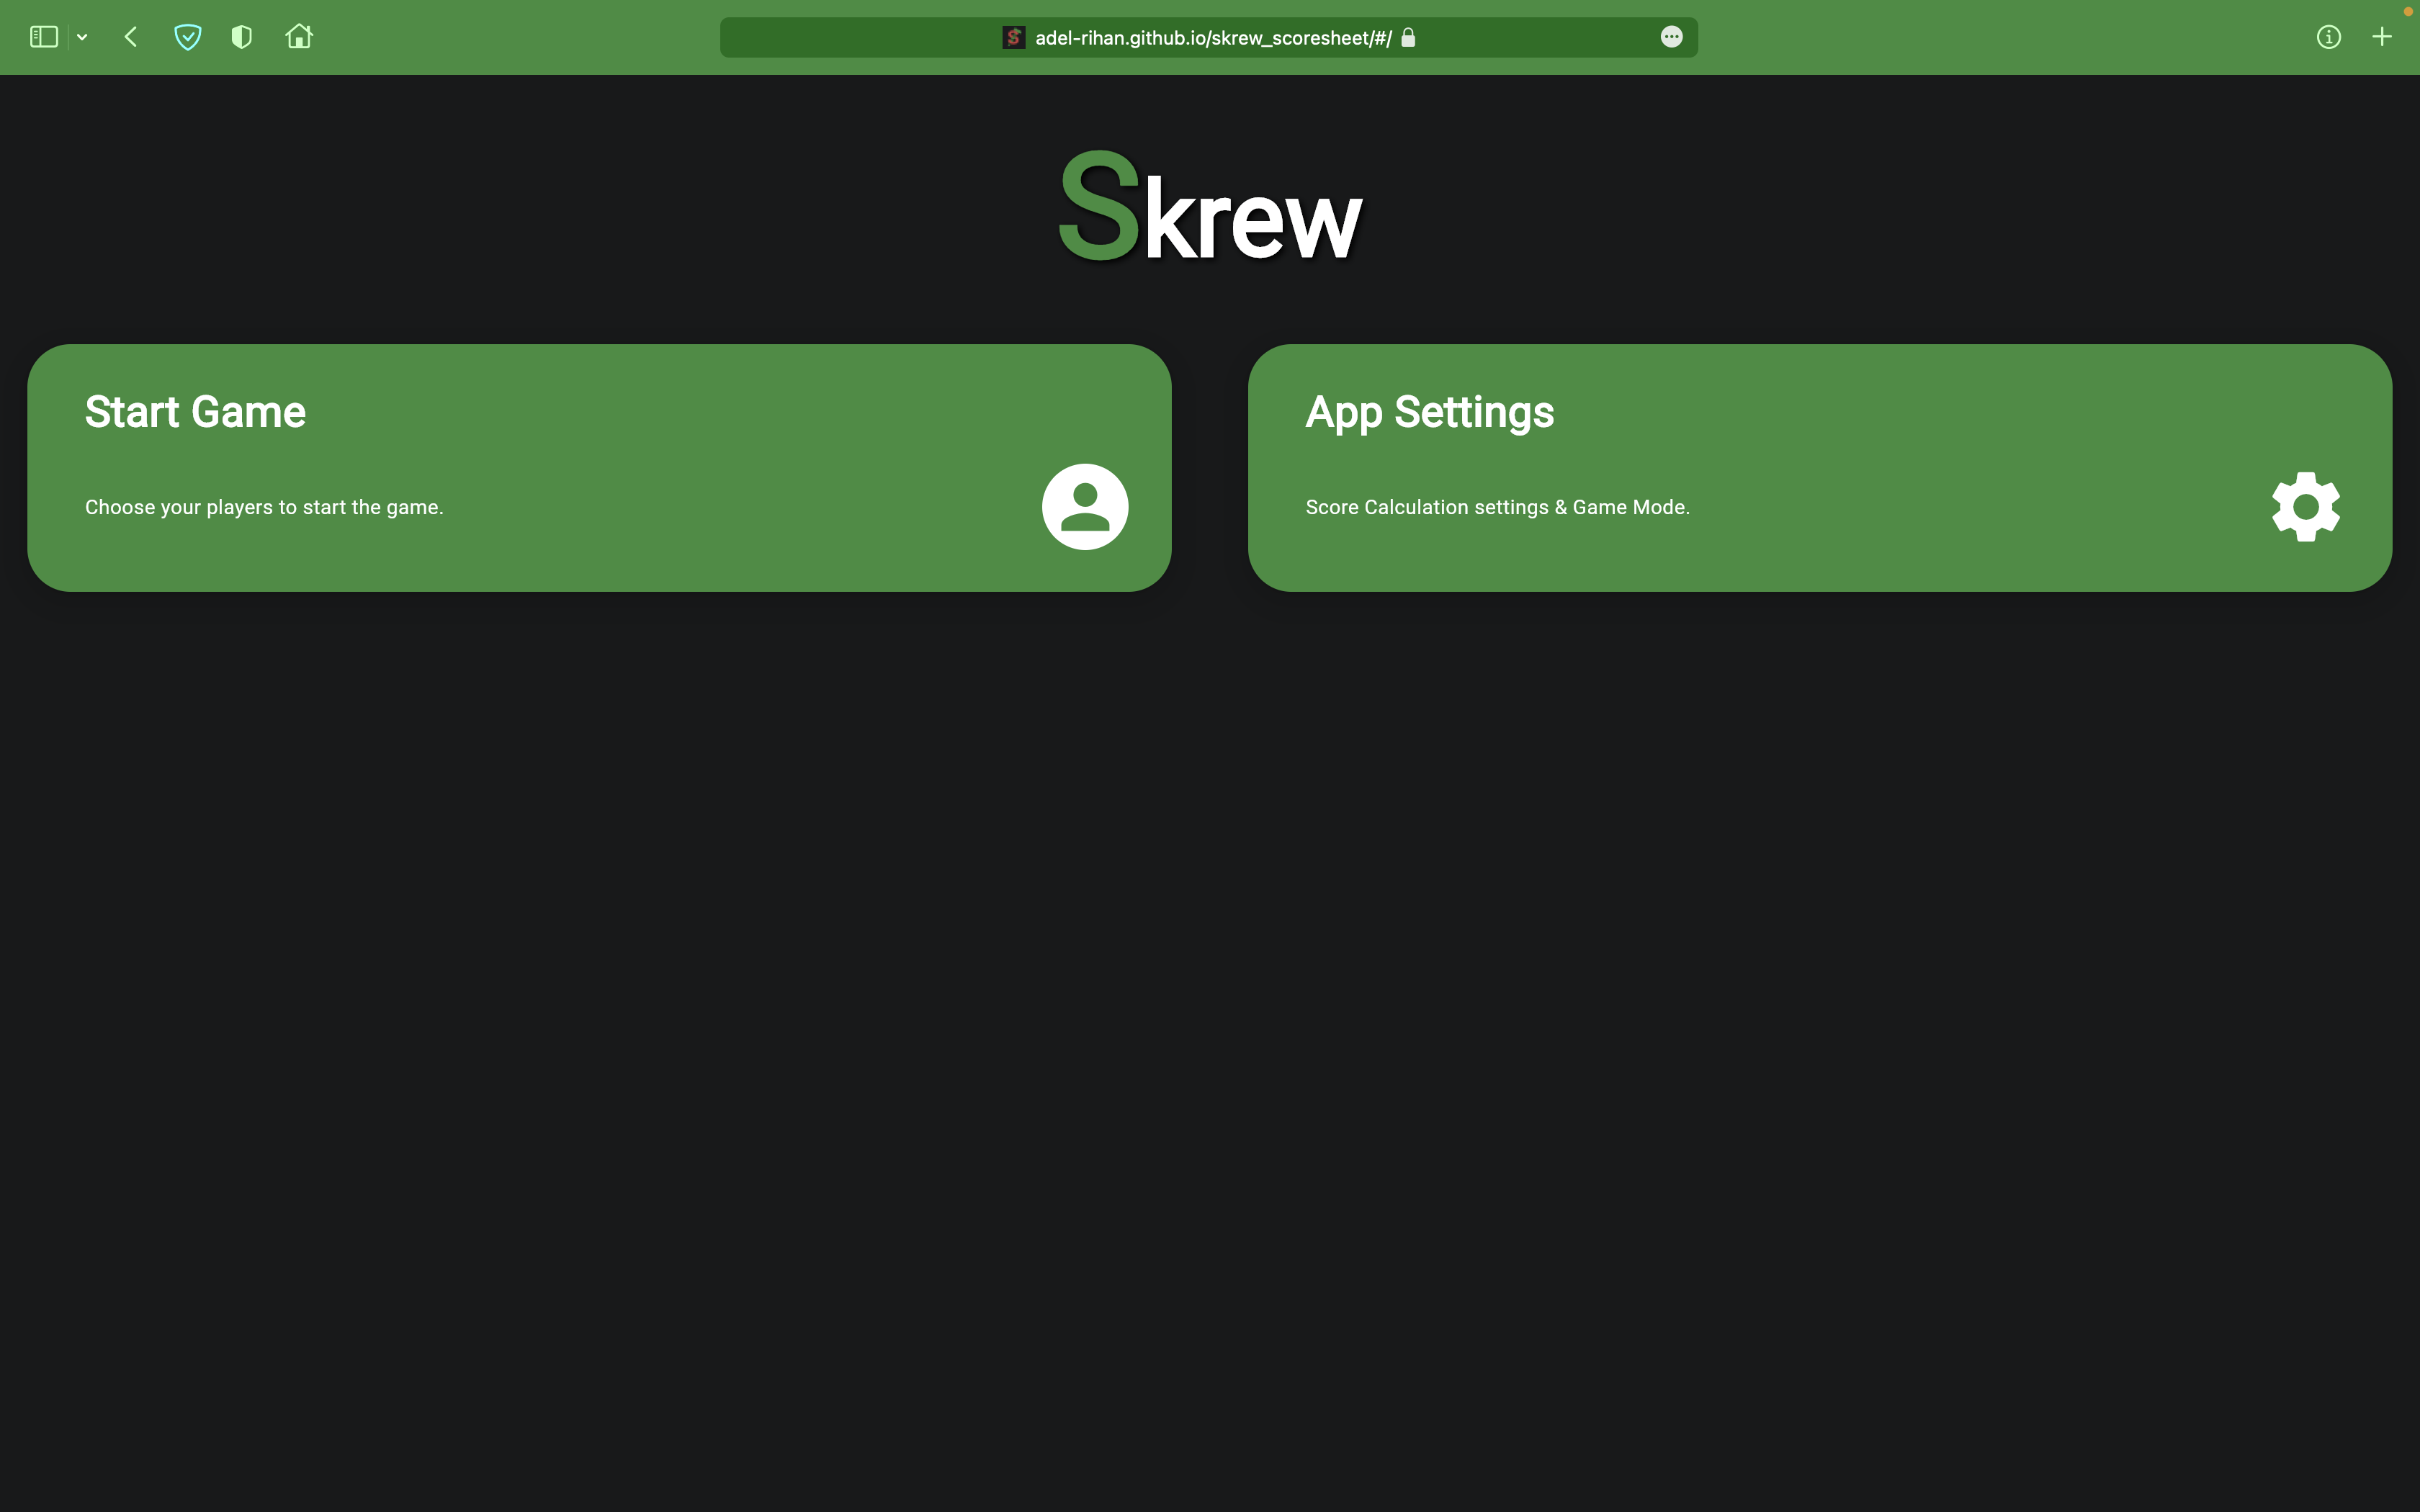 adel-rihan.github.io/skrew_scoresheet/#/
Skrew
Start Game
Choose your players to start the game.
App Settings
Score Calculation settings & Game Mode.